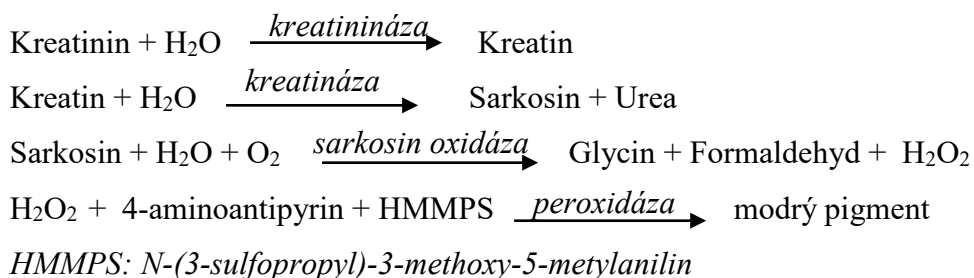 Kreatinin + H₂O kreatinináza Kreatin
Kreatin + H₂O kreatináza Sarkosin + Urea
Sarkosin + H₂O + O₂ sarkosin oxidáza Glycin + Formaldehyd + H₂O₂
H₂O₂ + 4-aminoantipyrin + HMMPS peroxidáza modrý pigment
HMMPS: N-(3-sulfopropyl)-3-methoxy-5-metylanilin